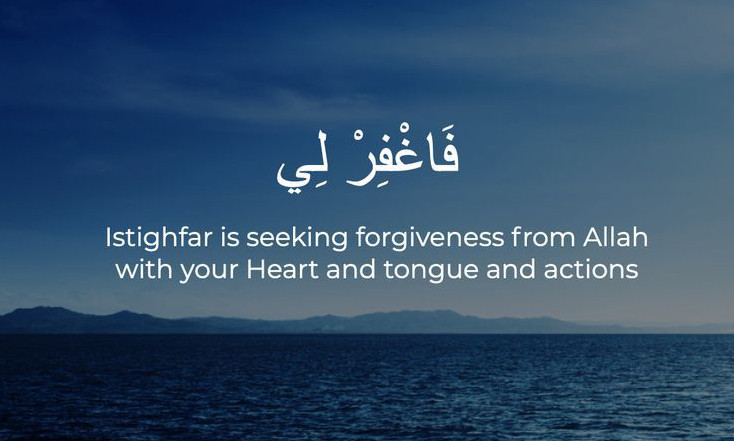 فَاغْفِرْ لِي
Istighfar is seeking forgiveness from Allah
with your Heart and tongue and actions